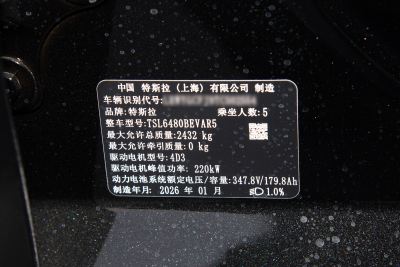 中国 特斯拉（上海）有限公司 制造
车辆识别代号:
品牌:特斯拉 乘坐人数:5
整车型号:TSL6480BEVAR5
最大允许总质量:2432 kg
最大允许牵引质量:0 kg
驱动电机型号:4D3
驱动电机峰值功率: 220kW
动力电池系统额定电压/容量:347.8V/179.8Ah
制造年月: 2026 年 01 月 1.0%